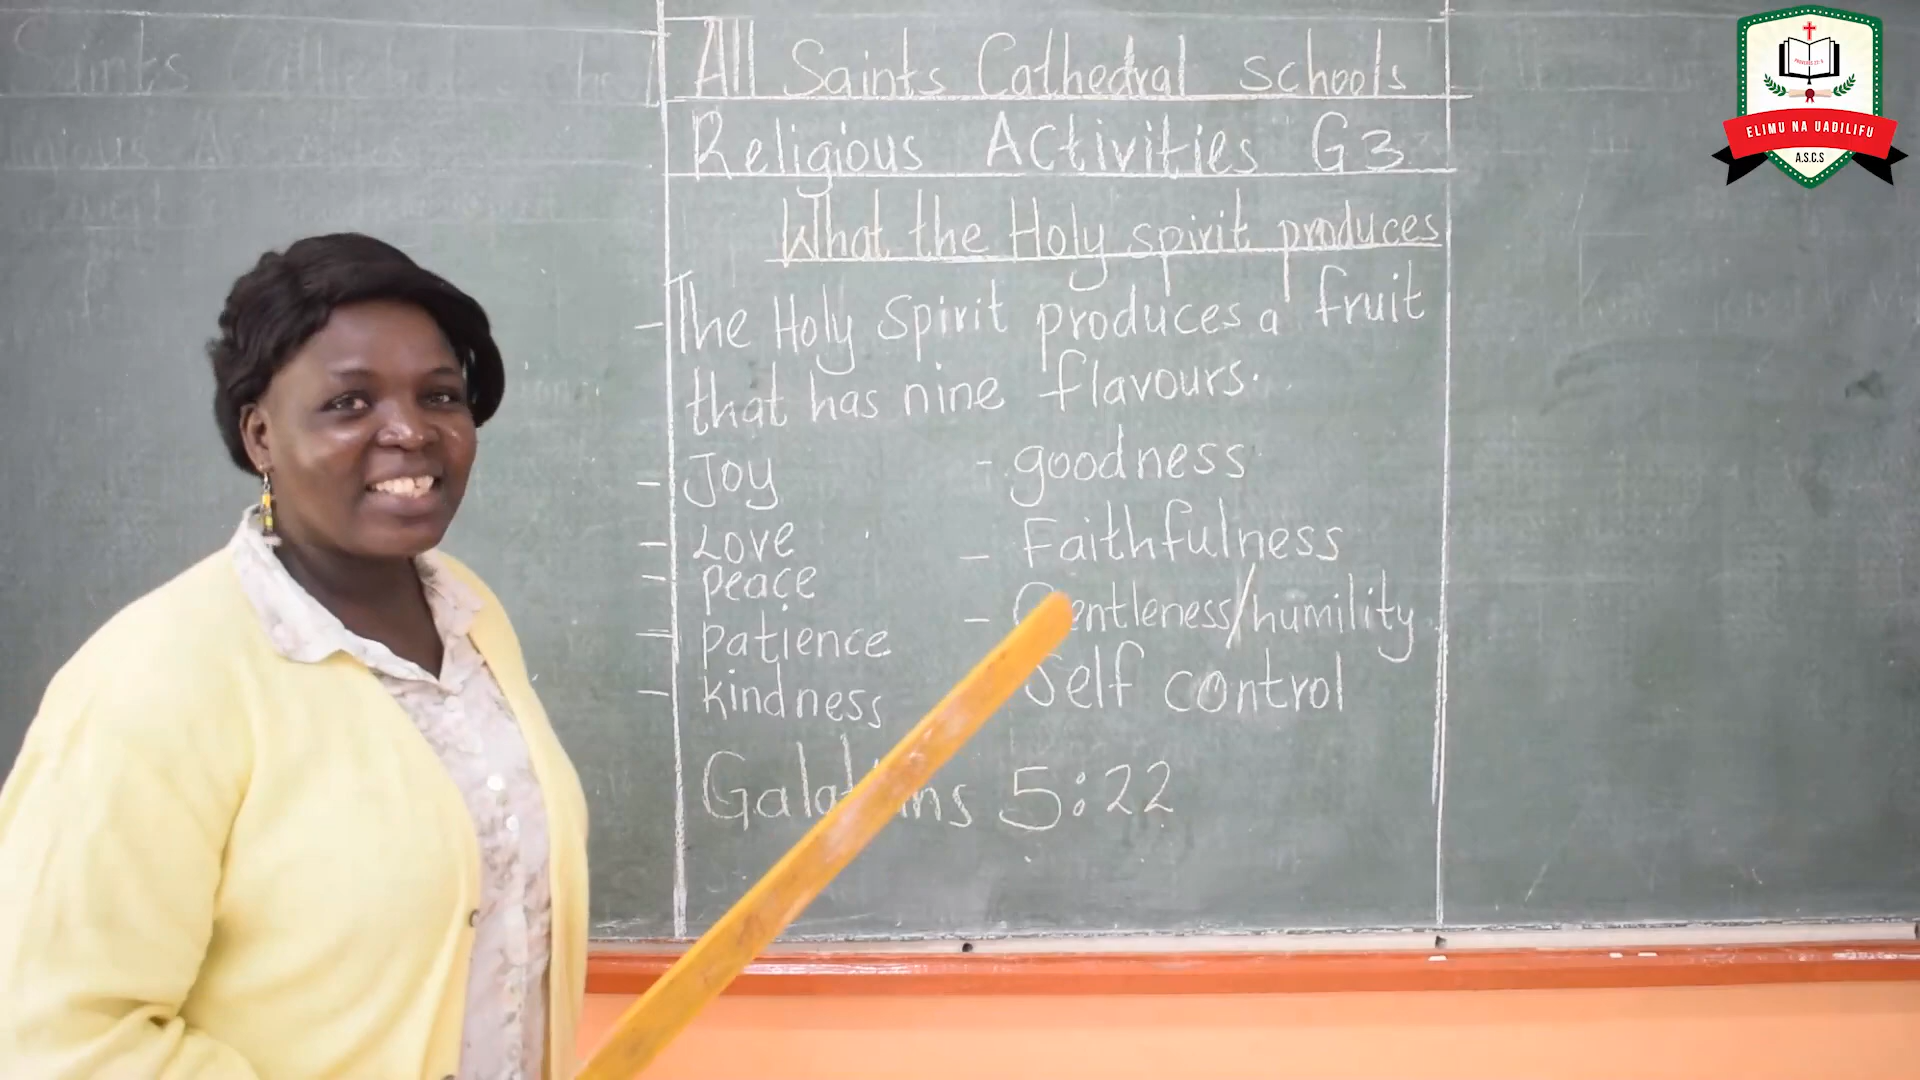 All Saints Cathedral Schools
Religious Activities G3
What the Holy spirit produces
- The Holy Spirit produces a fruit
that has nine flavours.
- Joy
- Love
- peace
- patience
- kindness
- goodness
- Faithfulness
- Gentleness/humility
Self control
Galatians 5:22
ELIMU NA UADILIFU
A.S.C.S